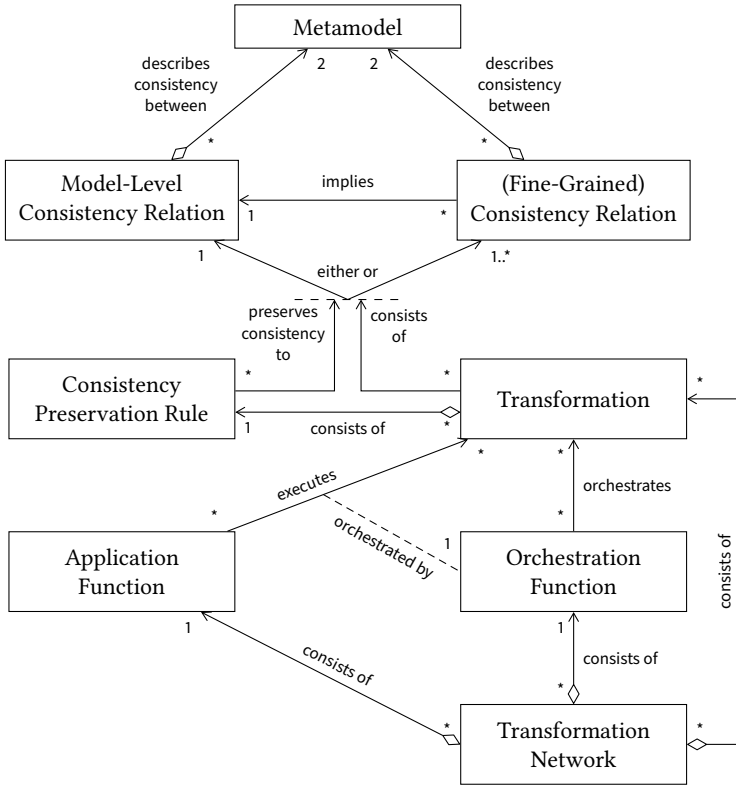 Metamodel
describes
consistency
between
2
2
describes
consistency
between
*
*
Model-Level
Consistency Relation
implies
1
*
(Fine-Grained)
Consistency Relation
1
either or
1..*
preserves
consistency
to
consists
of
*
*
*
Consistency
Preservation Rule
Transformation
1
consists of
*
executes
*
*
orchestrates
*
*
orchestrated by
1
Application
Function
Orchestration
Function
consists of
1
1
consists of
consists of
*
*
*
Transformation
Network